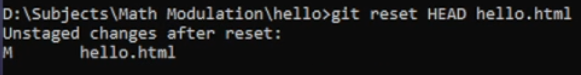 D:\Subjects\Math Modulation\hello>git reset HEAD hello.html
Unstaged changes after reset:
M       hello.html